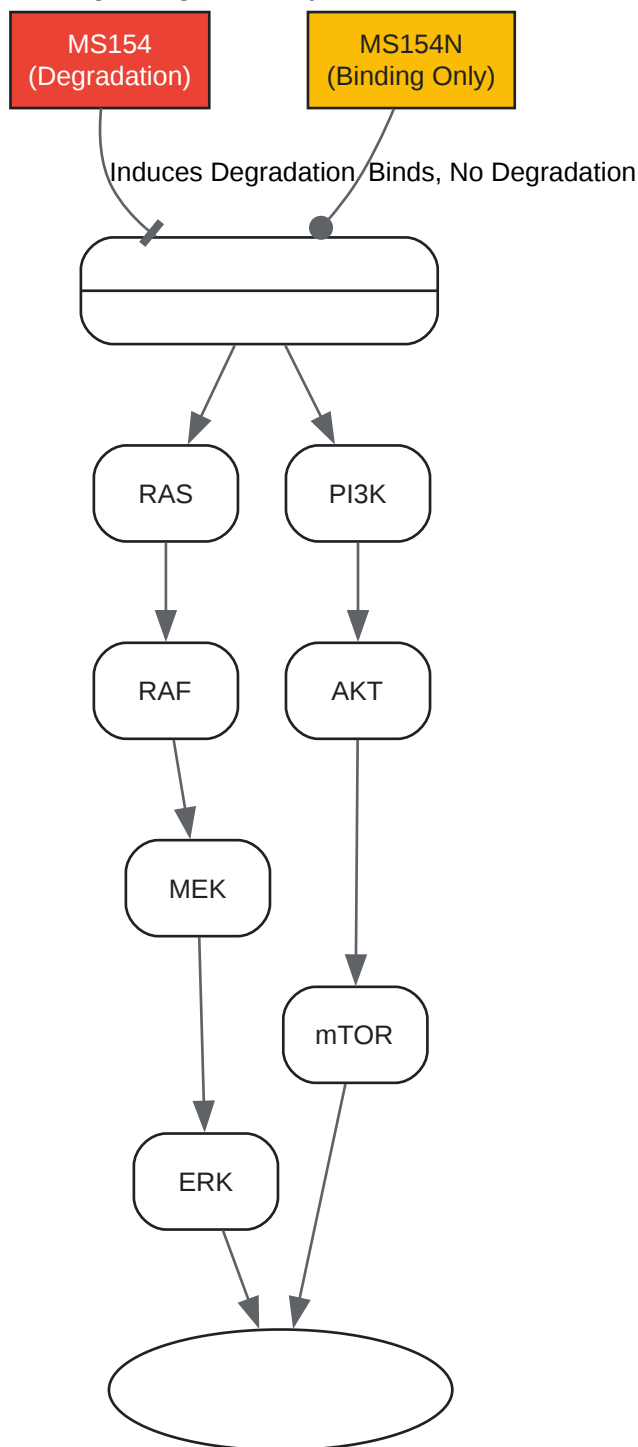 MS154
(Degradation)
MS154N
(Binding Only)
Induces Degradation
Binds, No Degradation
RAS
PI3K
RAF
AKT
MEK
mTOR
ERK